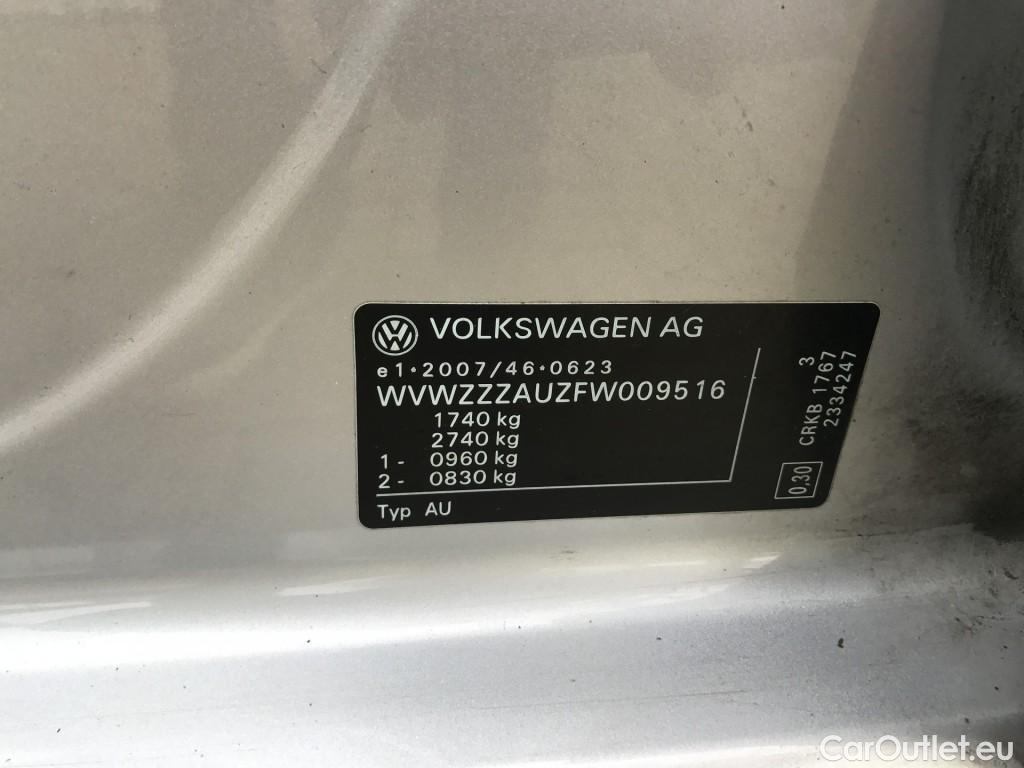 VOLKSWAGEN AG
e1*2007/46*0623
WVWZZZAUZFW009516
1740 kg
2740 kg
1- 0960 kg
2- 0830 kg
Typ AU
3
CRKB 1767
2334247
0.30
CarOutlet.eu